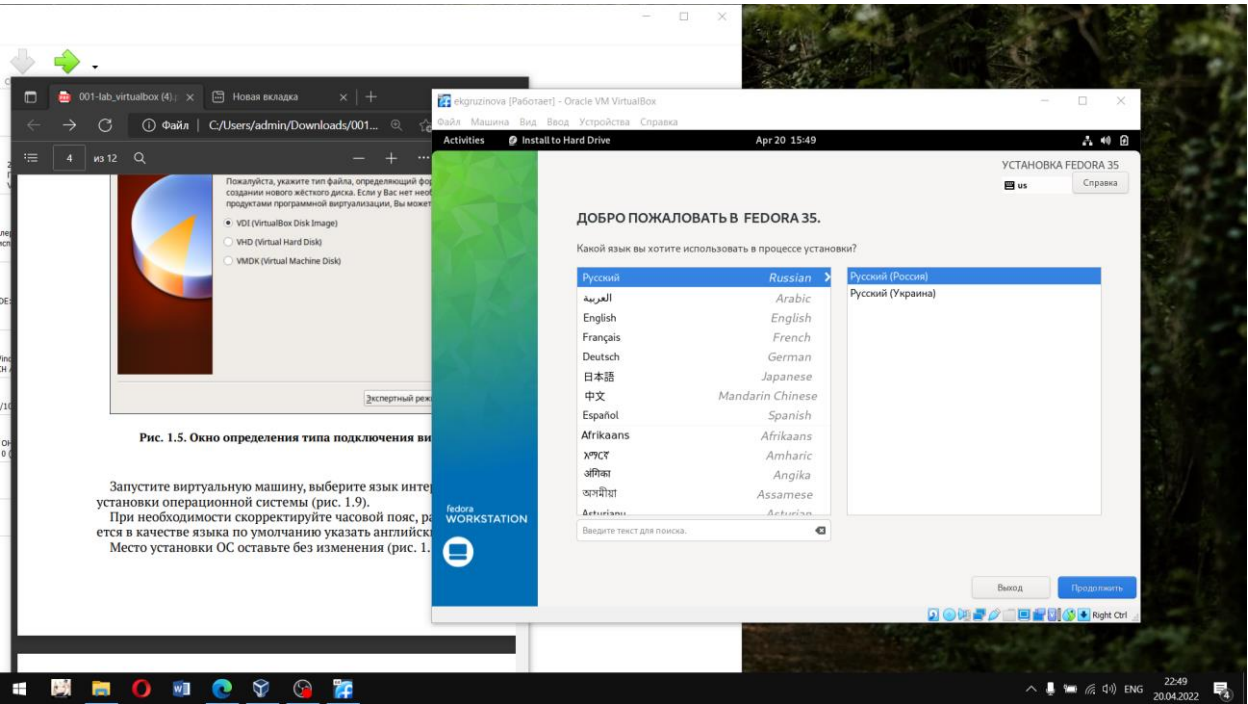 001-lab_virtualbox (4).p
Новая вкладка
Файл | C:/Users/admin/Downloads/001...
4 из 12
Пожалуйста, укажите тип файла, определяющий фор
создании нового жёсткого диска. Если у Вас нет необ
продуктами программной виртуализации, Вы может
VDI (VirtualBox Disk Image)
VHD (Virtual Hard Disk)
VMDK (Virtual Machine Disk)
Экспертный реж
Рис. 1.5. Окно определения типа подключения ви
Запустите виртуальную машину, выберите язык интер
установки операционной системы (рис. 1.9).
При необходимости скорректируйте часовой пояс, ра
ется в качестве языка по умолчанию указать английски
Место установки ОС оставьте без изменения (рис. 1.
ekgruzinova [Работает] - Oracle VM VirtualBox
Файл Машина Вид Ввод Устройства Справка
Activities Install to Hard Drive Apr 20 15:49
УСТАНОВКА FEDORA 35
us Справка
ДОБРО ПОЖАЛОВАТЬ В FEDORA 35.
Какой язык вы хотите использовать в процессе установки?
Русский Russian Русский (Россия)
العربية Arabic Русский (Украина)
English English
Français French
Deutsch German
日本語 Japanese
中文 Mandarin Chinese
Español Spanish
Afrikaans Afrikaans
አማርኛ Amharic
अंगिका Angika
অসমীয়া Assamese
Asturianu Asturian
Введите текст для поиска.
fedora
WORKSTATION
Выход Продолжить
Right Ctrl
ENG 22:49
20.04.2022
4